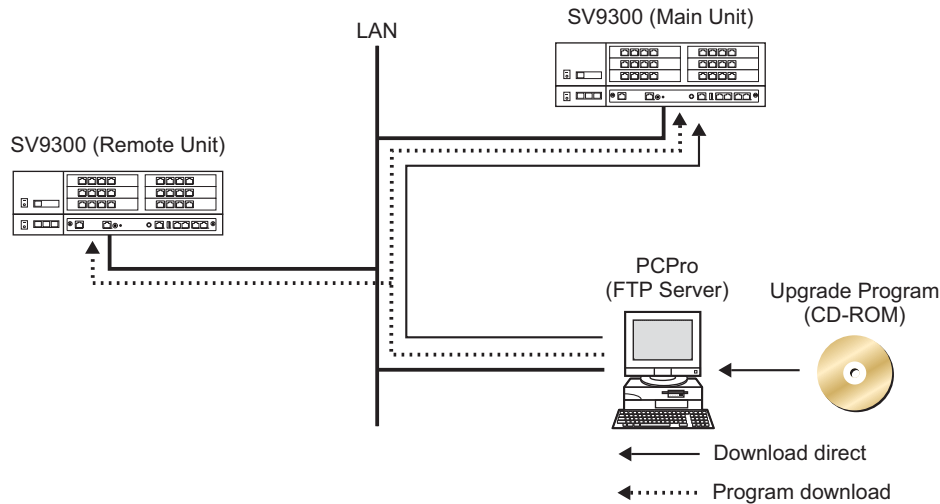 SV9300 (Main Unit)
LAN
SV9300 (Remote Unit)
PCPro
(FTP Server)
Upgrade Program
(CD-ROM)
Download direct
Program download